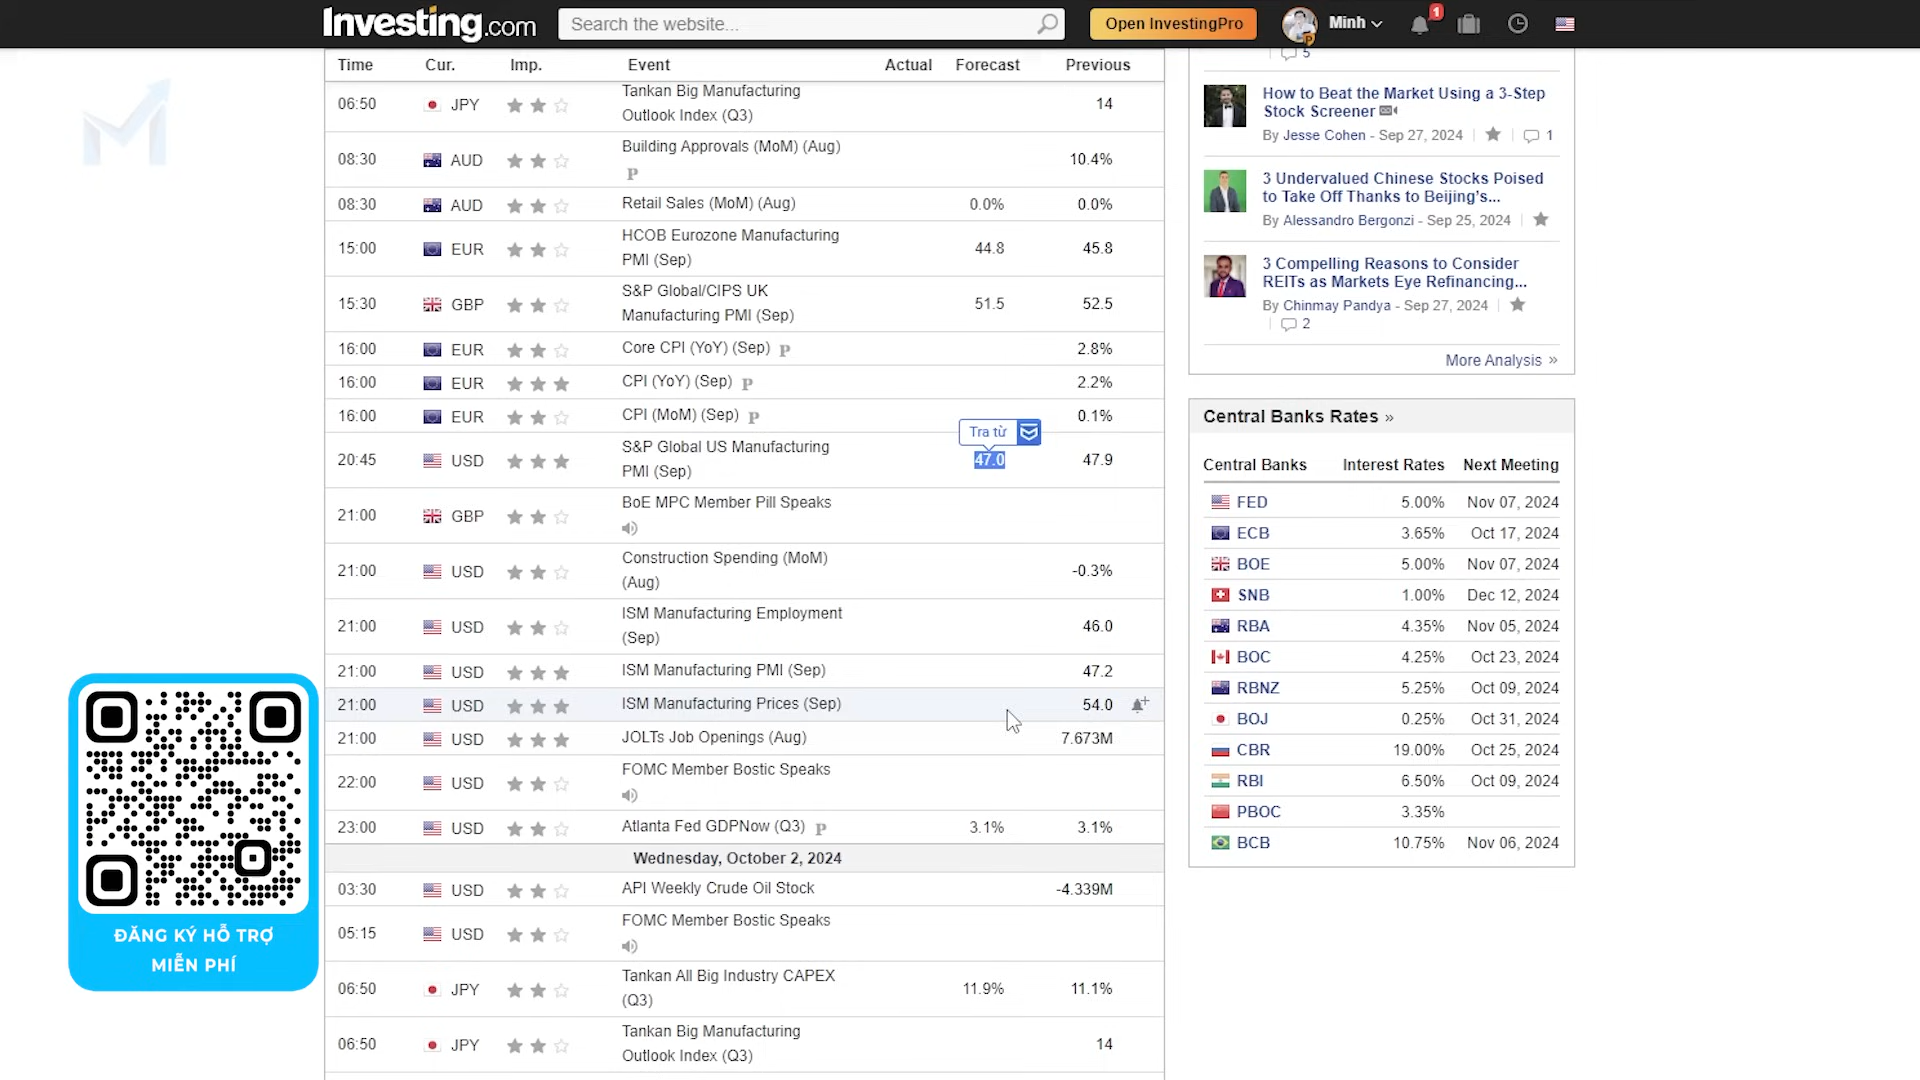 Investing.com
Search the website...
Open InvestingPro
Minh
1
Time Cur. Imp. Event Actual Forecast Previous
06:50 JPY Tankan Big Manufacturing Outlook Index (Q3) 14
08:30 AUD Building Approvals (MoM) (Aug) P 10.4%
08:30 AUD Retail Sales (MoM) (Aug) 0.0% 0.0%
15:00 EUR HCOB Eurozone Manufacturing PMI (Sep) 44.8 45.8
15:30 GBP S&P Global/CIPS UK Manufacturing PMI (Sep) 51.5 52.5
16:00 EUR Core CPI (YoY) (Sep) P 2.8%
16:00 EUR CPI (YoY) (Sep) P 2.2%
16:00 EUR CPI (MoM) (Sep) P 0.1%
Tra từ
20:45 USD S&P Global US Manufacturing PMI (Sep) 47.0 47.9
21:00 GBP BoE MPC Member Pill Speaks
21:00 USD Construction Spending (MoM) (Aug) -0.3%
21:00 USD ISM Manufacturing Employment (Sep) 46.0
21:00 USD ISM Manufacturing PMI (Sep) 47.2
21:00 USD ISM Manufacturing Prices (Sep) 54.0
21:00 USD JOLTs Job Openings (Aug) 7.673M
22:00 USD FOMC Member Bostic Speaks
23:00 USD Atlanta Fed GDPNow (Q3) P 3.1% 3.1%
Wednesday, October 2, 2024
03:30 USD API Weekly Crude Oil Stock -4.339M
05:15 USD FOMC Member Bostic Speaks
06:50 JPY Tankan All Big Industry CAPEX (Q3) 11.9% 11.1%
06:50 JPY Tankan Big Manufacturing Outlook Index (Q3) 14
5
How to Beat the Market Using a 3-Step
Stock Screener
By Jesse Cohen - Sep 27, 2024 1
3 Undervalued Chinese Stocks Poised
to Take Off Thanks to Beijing's...
By Alessandro Bergonzi - Sep 25, 2024
3 Compelling Reasons to Consider
REITs as Markets Eye Refinancing...
By Chinmay Pandya - Sep 27, 2024
2
More Analysis »
Central Banks Rates »
Central Banks Interest Rates Next Meeting
FED 5.00% Nov 07, 2024
ECB 3.65% Oct 17, 2024
BOE 5.00% Nov 07, 2024
SNB 1.00% Dec 12, 2024
RBA 4.35% Nov 05, 2024
BOC 4.25% Oct 23, 2024
RBNZ 5.25% Oct 09, 2024
BOJ 0.25% Oct 31, 2024
CBR 19.00% Oct 25, 2024
RBI 6.50% Oct 09, 2024
PBOC 3.35%
BCB 10.75% Nov 06, 2024
ĐĂNG KÝ HỖ TRỢ
MIỄN PHÍ